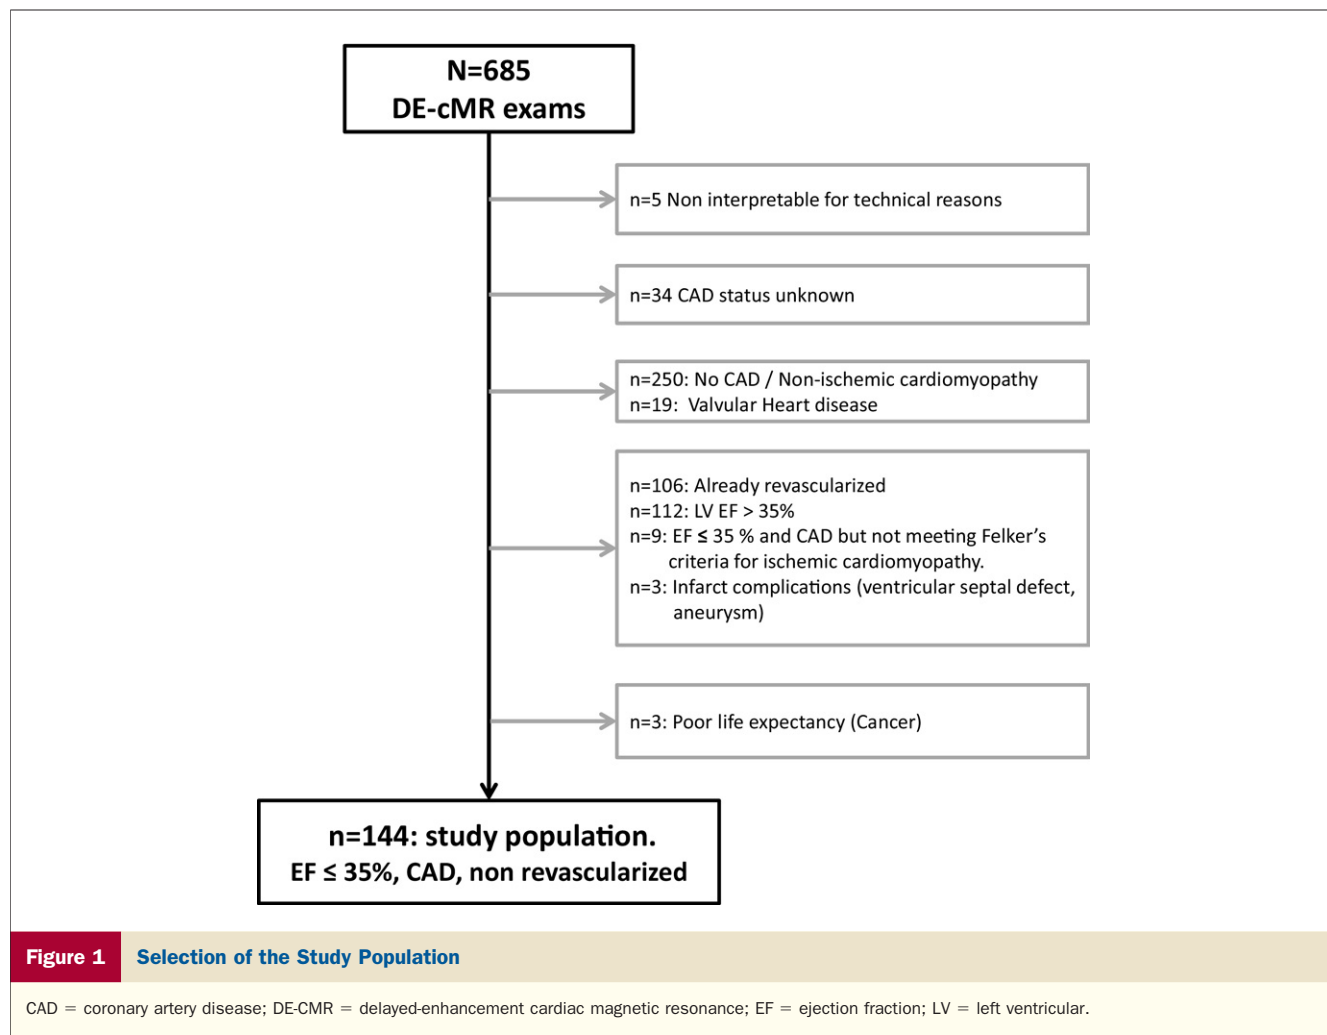 N=685
DE-cMR exams
n=5 Non interpretable for technical reasons
n=34 CAD status unknown
n=250: No CAD / Non-ischemic cardiomyopathy
n=19: Valvular Heart disease
n=106: Already revascularized
n=112: LV EF > 35%
n=9: EF ≤ 35 % and CAD but not meeting Felker's
criteria for ischemic cardiomyopathy.
n=3: Infarct complications (ventricular septal defect,
aneurysm)
n=3: Poor life expectancy (Cancer)
n=144: study population.
EF ≤ 35%, CAD, non revascularized
Figure 1 Selection of the Study Population
CAD = coronary artery disease; DE-CMR = delayed-enhancement cardiac magnetic resonance; EF = ejection fraction; LV = left ventricular.